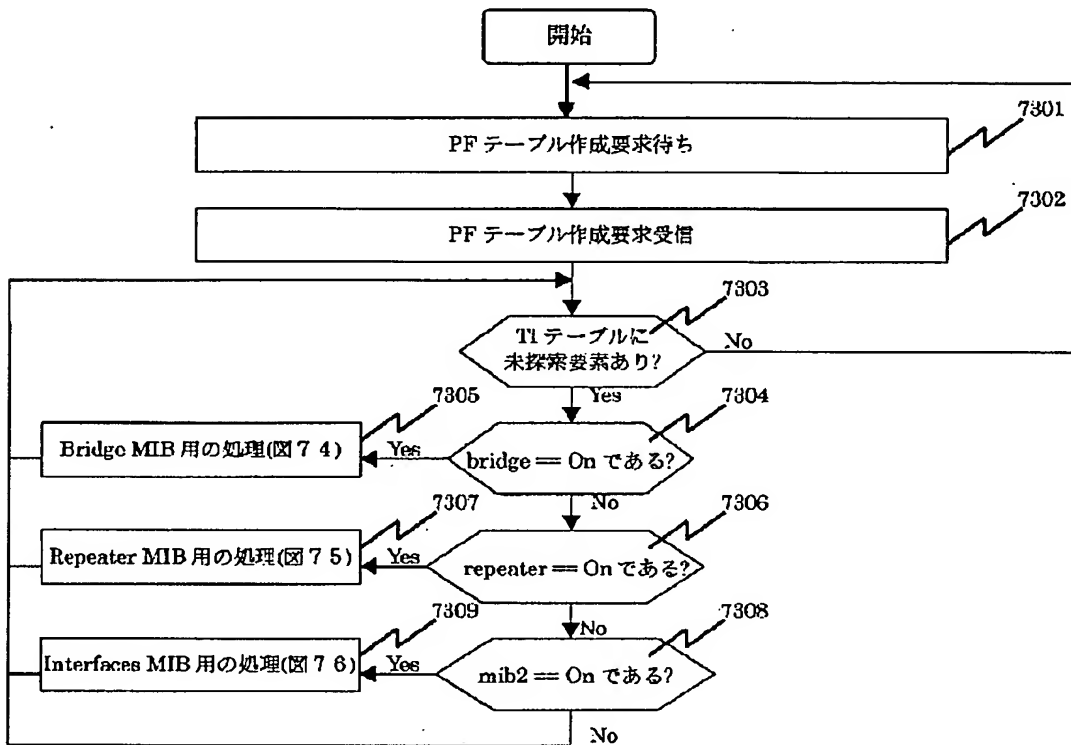 開始
7301
PF テーブル作成要求待ち
7302
PF テーブル作成要求受信
7303
TI テーブルに
未探索要素あり?
No
Yes
7305
7304
Bridge MIB 用の処理(図７４)
Yes
bridge == On である?
No
7307
7306
Repeater MIB 用の処理(図７５)
Yes
repeater == On である?
No
7309
7308
Interfaces MIB 用の処理(図７６)
Yes
mib2 == On である?
No